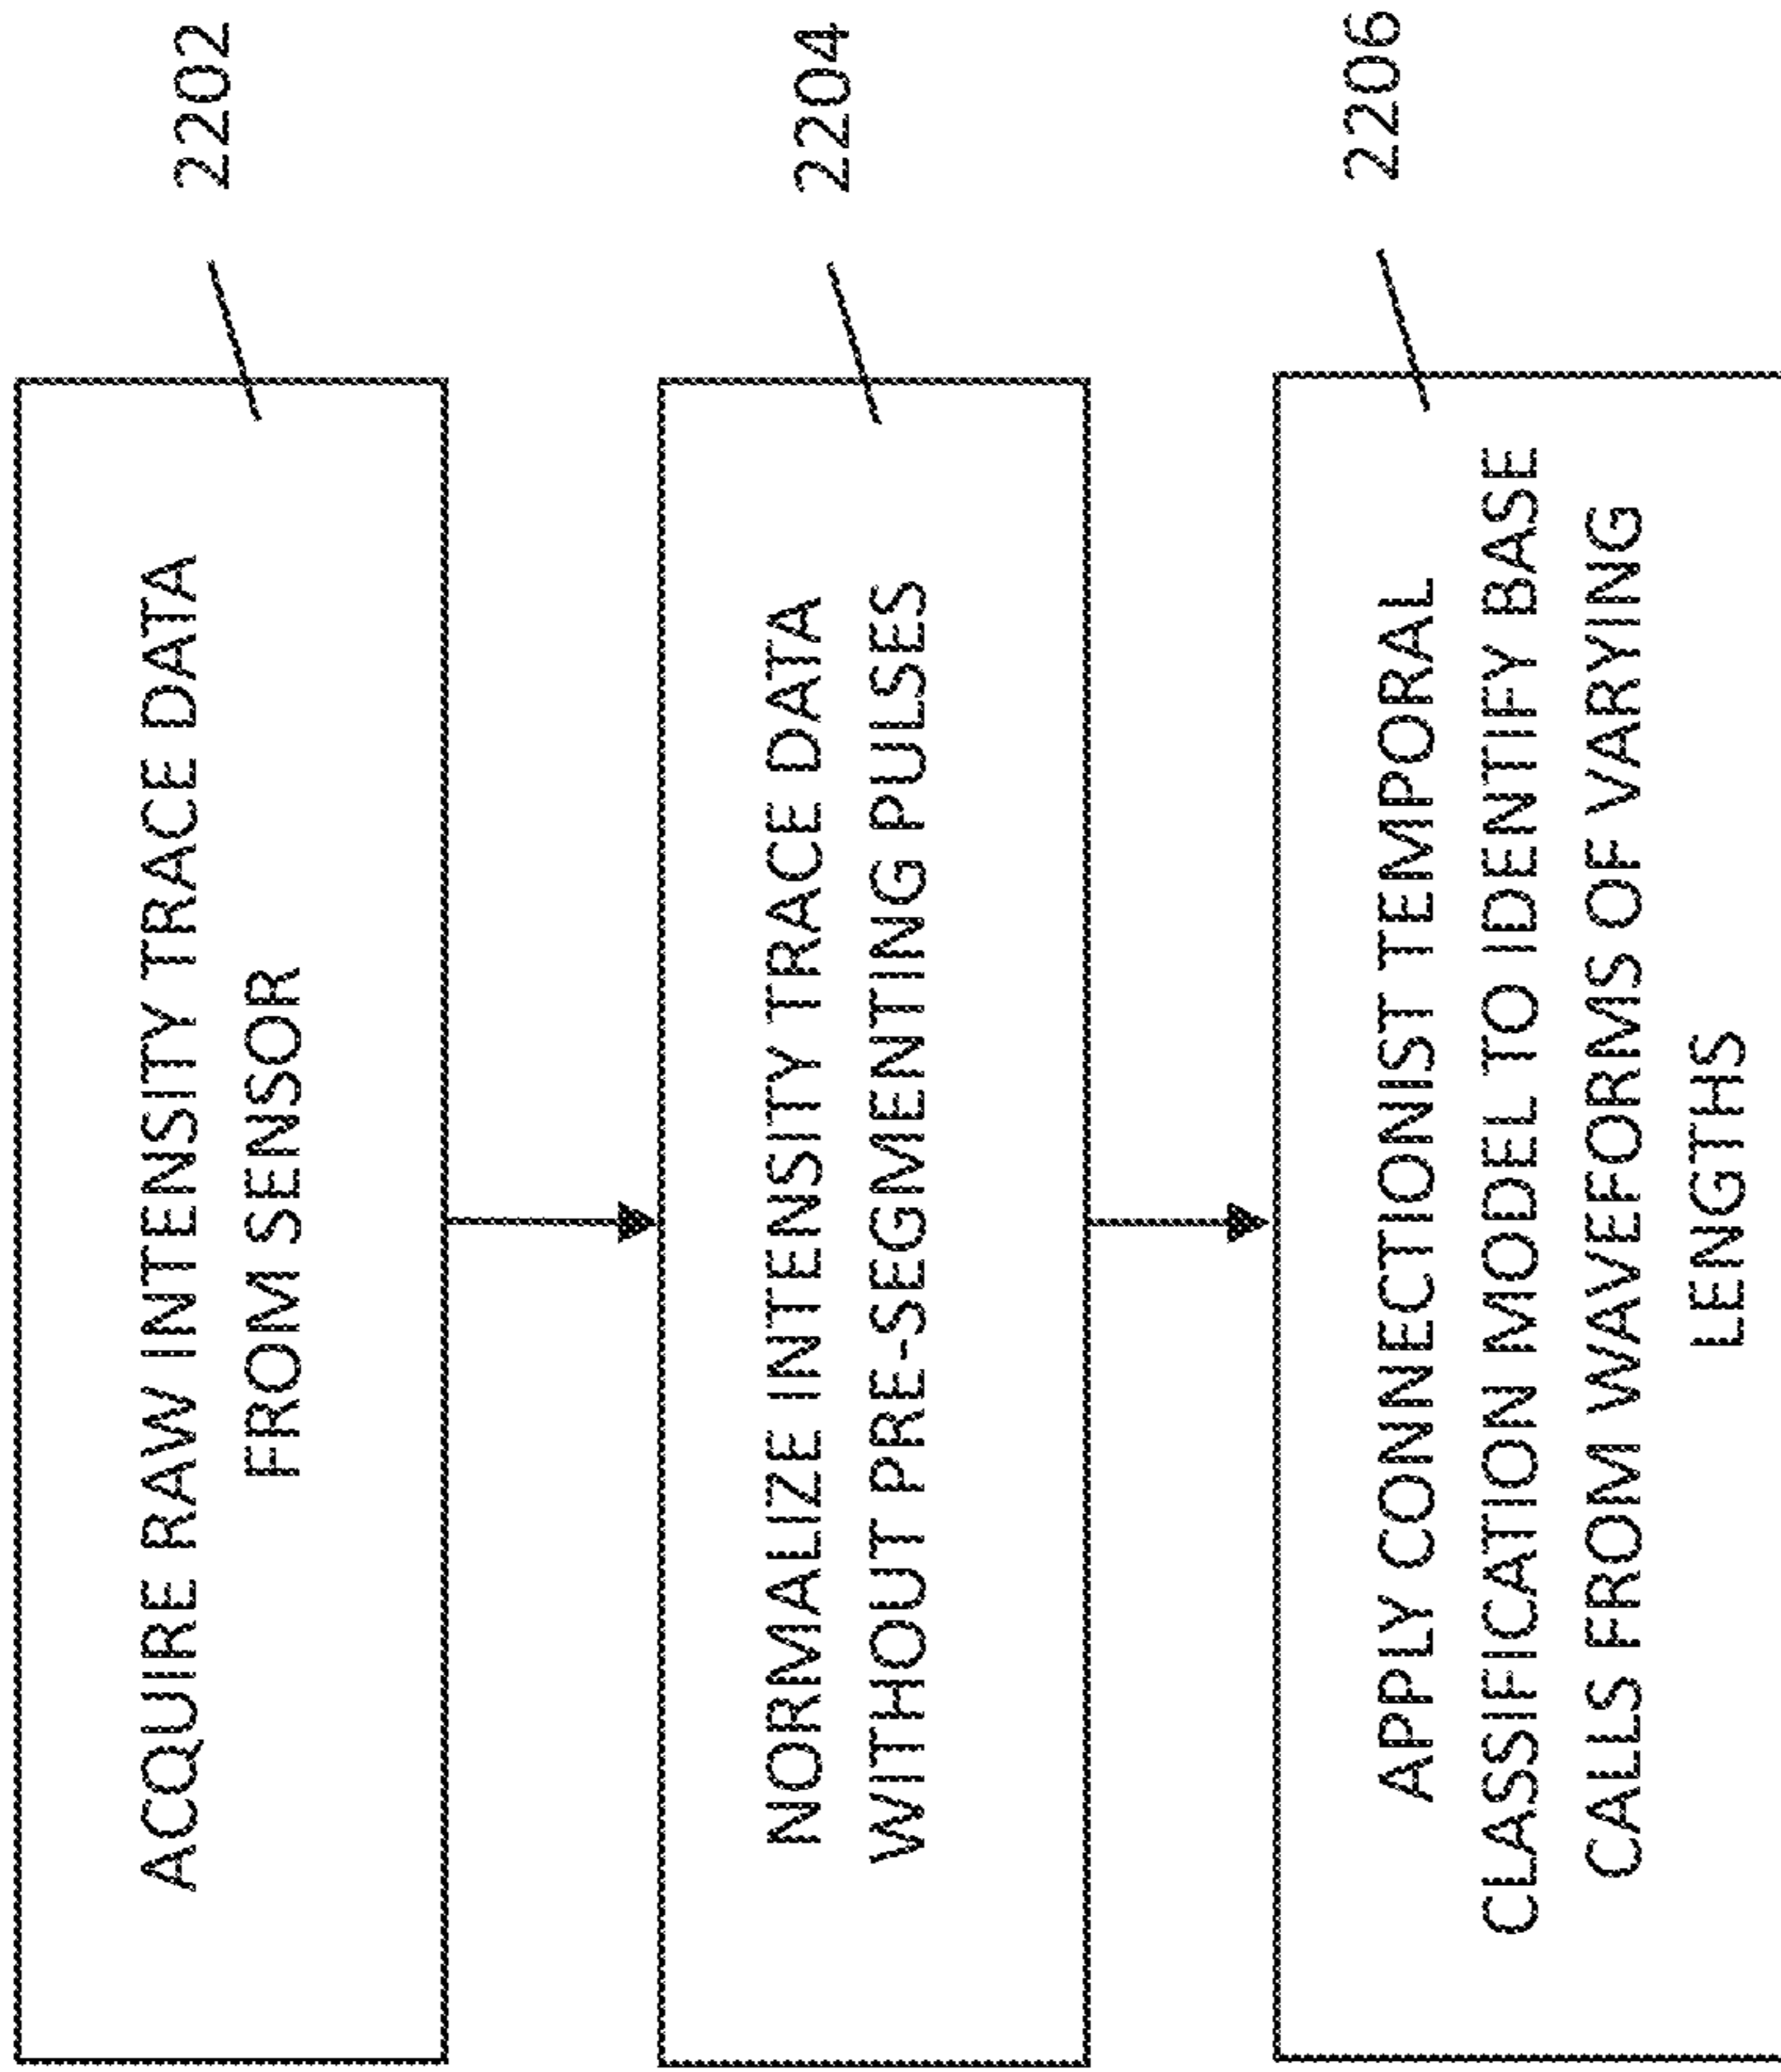 ACQUIRE RAW INTENSITY TRACE DATA
FROM SENSOR
2202
NORMALIZE INTENSITY TRACE DATA
WITHOUT PRE-SEGMENTING PULSES
2204
APPLY CONNECTIONIST TEMPORAL
CLASSIFICATION MODEL TO IDENTIFY BASE
CALLS FROM WAVEFORMS OF VARYING
LENGTHS
2206